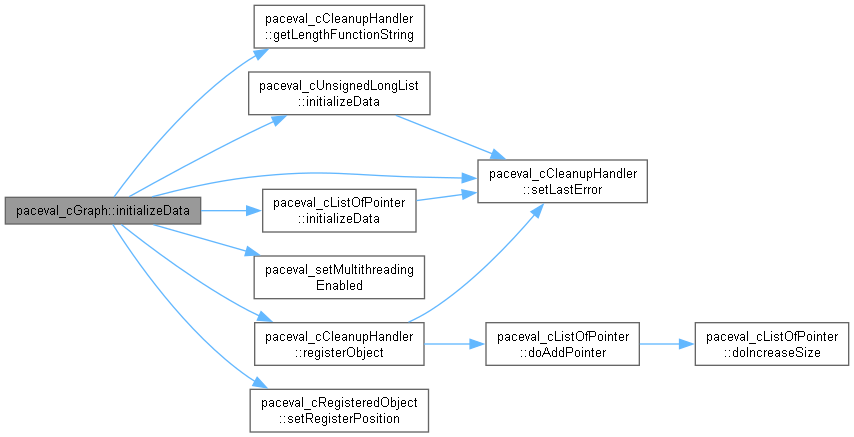 paceval_cGraph::initializeData
paceval_cCleanupHandler
::getLengthFunctionString
paceval_cUnsignedLongList
::initializeData
paceval_cListOfPointer
::initializeData
paceval_setMultithreading
Enabled
paceval_cCleanupHandler
::registerObject
paceval_cRegisteredObject
::setRegisterPosition
paceval_cCleanupHandler
::setLastError
paceval_cListOfPointer
::doAddPointer
paceval_cListOfPointer
::doIncreaseSize